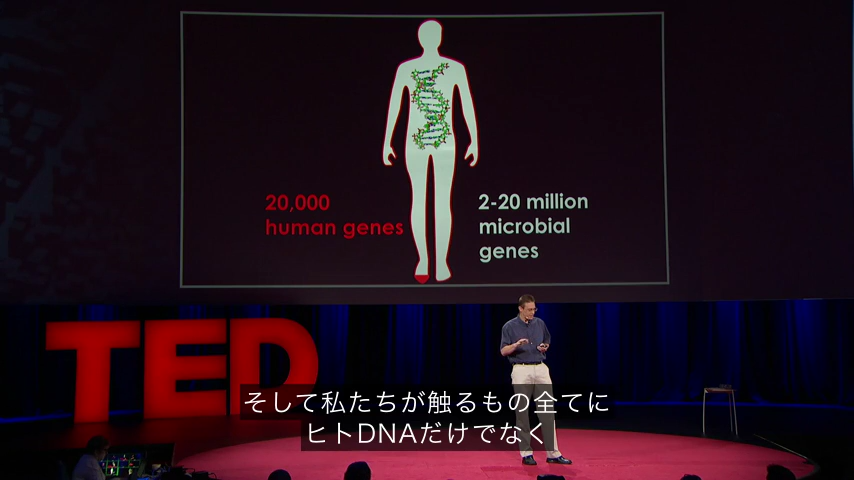 20,000
human genes
2-20 million
microbial
genes
TED
そして私たちが触るもの全てに
ヒトDNAだけでなく